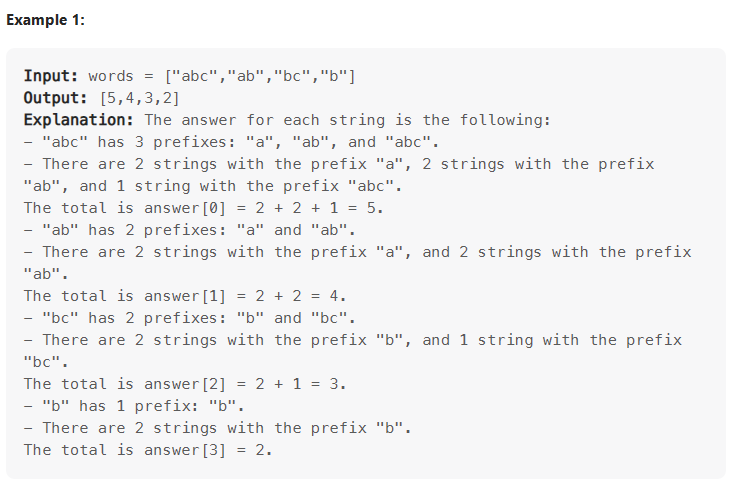 Example 1:
Input: words = ["abc","ab","bc","b"]
Output: [5,4,3,2]
Explanation: The answer for each string is the following:
- "abc" has 3 prefixes: "a", "ab", and "abc".
- There are 2 strings with the prefix "a", 2 strings with the prefix
"ab", and 1 string with the prefix "abc".
The total is answer[0] = 2 + 2 + 1 = 5.
- "ab" has 2 prefixes: "a" and "ab".
- There are 2 strings with the prefix "a", and 2 strings with the prefix
"ab".
The total is answer[1] = 2 + 2 = 4.
- "bc" has 2 prefixes: "b" and "bc".
- There are 2 strings with the prefix "b", and 1 string with the prefix
"bc".
The total is answer[2] = 2 + 1 = 3.
- "b" has 1 prefix: "b".
- There are 2 strings with the prefix "b".
The total is answer[3] = 2.